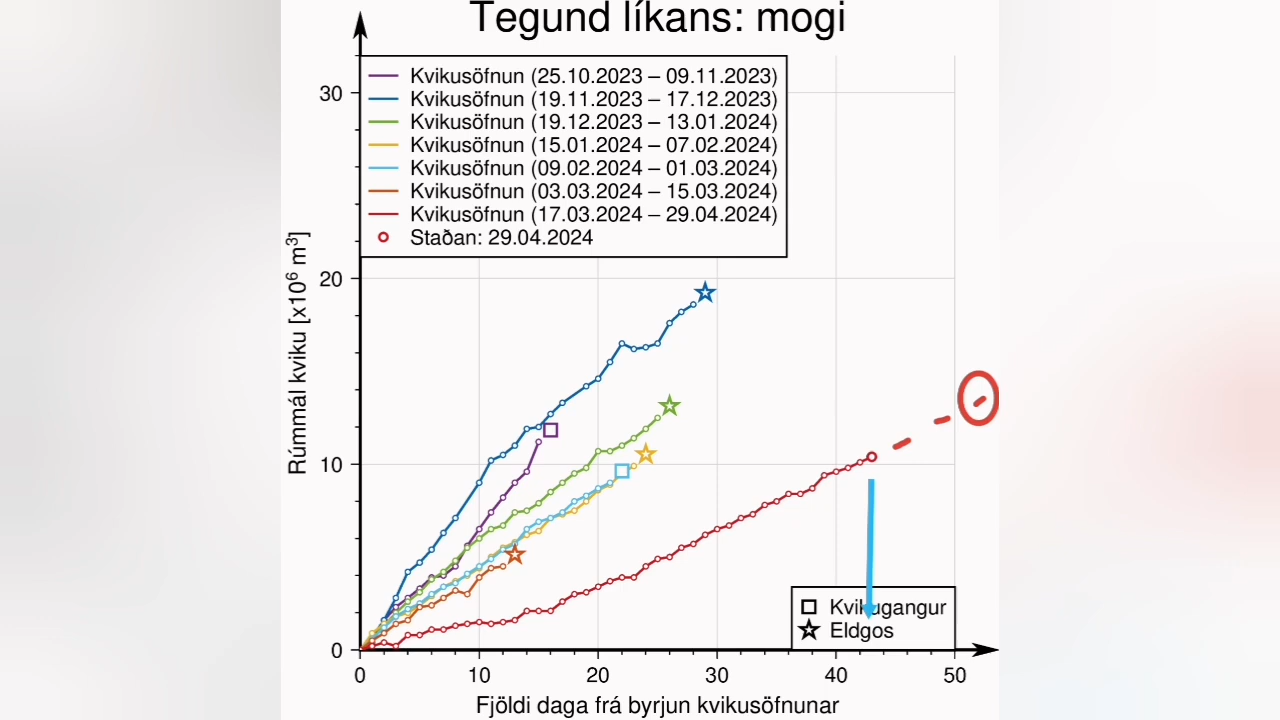 Tegund líkans: mogi
Kvikusöfnun (25.10.2023 – 09.11.2023)
Kvikusöfnun (19.11.2023 – 17.12.2023)
Kvikusöfnun (19.12.2023 – 13.01.2024)
Kvikusöfnun (15.01.2024 – 07.02.2024)
Kvikusöfnun (09.02.2024 – 01.03.2024)
Kvikusöfnun (03.03.2024 – 15.03.2024)
Kvikusöfnun (17.03.2024 – 29.04.2024)
Staðan: 29.04.2024
Rúmmál kviku [x10⁶ m³]
30
20
10
0
Kvikugangur
Eldgos
0 10 20 30 40 50
Fjöldi daga frá byrjun kvikusöfnunar